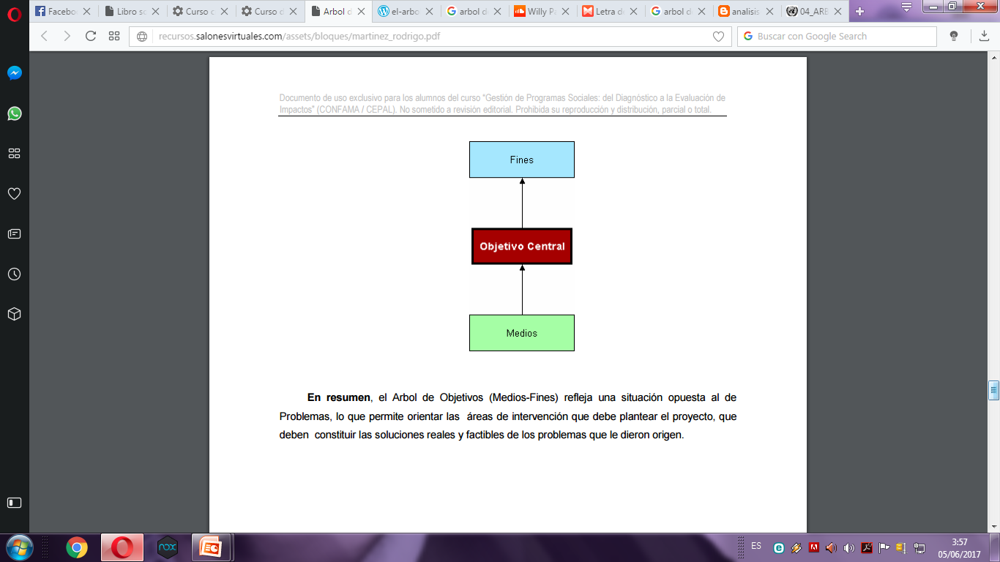 Facebo
Libro so
Curso c
Curso d
Arbol d
el-arbo
arbol de
Willy P
Letra de
arbol d
analisis
04_ARB
recursos.salonesvirtuales.com/assets/bloques/martinez_rodrigo.pdf
Buscar con Google Search
Documento de uso exclusivo para los alumnos del curso “Gestión de Programas Sociales: del Diagnóstico a la Evaluación de
Impactos” (CONFAMA / CEPAL). No sometido a revisión editorial. Prohibida su reproducción y distribución, parcial o total.
Fines
Objetivo Central
Medios
En resumen, el Arbol de Objetivos (Medios-Fines) refleja una situación opuesta al de
Problemas, lo que permite orientar las áreas de intervención que debe plantear el proyecto, que
deben constituir las soluciones reales y factibles de los problemas que le dieron origen.
nox
ES
3:57
05/06/2017